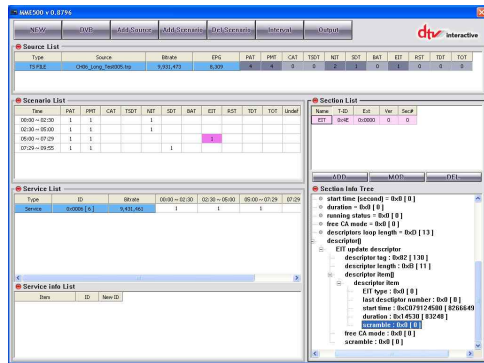 MME500 v 0.8796
NEW DVB Add Source Add Scenario Del Scenario Interval Output
dtv interactive
Source List
Type Source Bitrate EPG PAT PMT CAT TSDT NIT SDT BAT EIT RST TDT TOT
TS FILE CH06_Long_Test005.tsp 9,931,473 8,309 4 4 0 0 2 1 0 1 0 0 0
Scenario List
Time PAT PMT CAT TSDT NIT SDT BAT EIT RST TDT TOT Undef
00:00 ~ 02:30 1 1 1
02:30 ~ 05:00 1 1 1
05:00 ~ 07:29 1 1 1
07:29 ~ 09:55 1 1 1
Section List
Name T-ID Ext Ver Sec#
EIT 0x4E 0x0000 0 0
ADD MOD DEL
Service List
Type ID Bitrate 00:00 ~ 02:30 02:30 ~ 05:00 05:00 ~ 07:29 07:29
Service 0x0006 [ 6 ] 9,431,461 1 1 1
Service info List
Item ID New ID
Section Info Tree
start time (second) = 0x0 [ 0 ]
duration = 0x0 [ 0 ]
running status = 0x0 [ 0 ]
free CA mode = 0x0 [ 0 ]
descriptors loop length = 0xD [ 13 ]
descriptor[]
EIT update descriptor
descriptor tag : 0x82 [ 130 ]
descriptor length : 0xB [ 11 ]
descriptor item[]
descriptor item
EIT type : 0x0 [ 0 ]
last desctiptor number : 0x0 [ 0 ]
start time : 0xC079124500 [ 8266649
duration : 0x14530 [ 83248 ]
scramble : 0x0 [ 0 ]
free CA mode : 0x0 [ 0 ]
scramble : 0x0 [ 0 ]